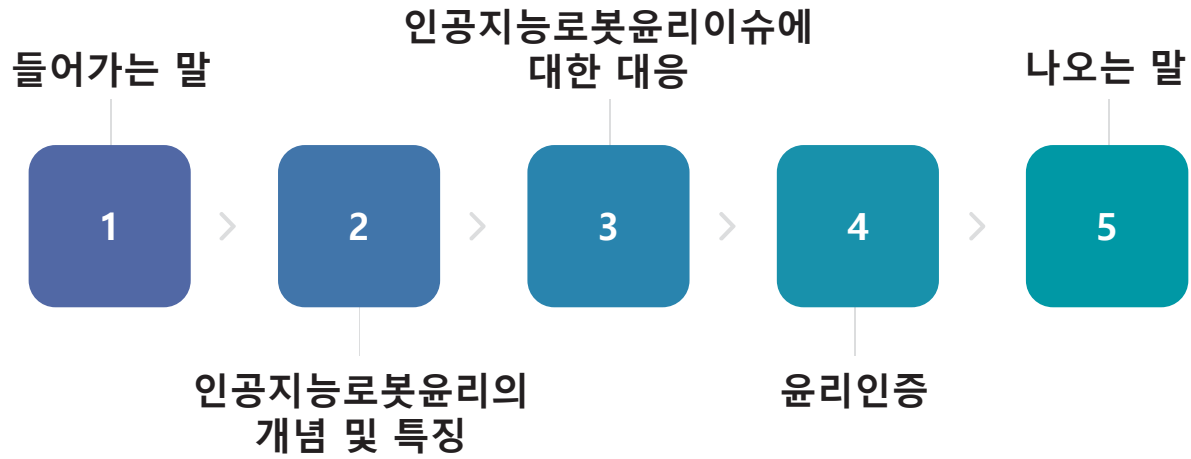 들어가는 말
1
인공지능로봇윤리의
개념 및 특징
2
인공지능로봇윤리이슈에
대한 대응
3
윤리인증
4
나오는 말
5